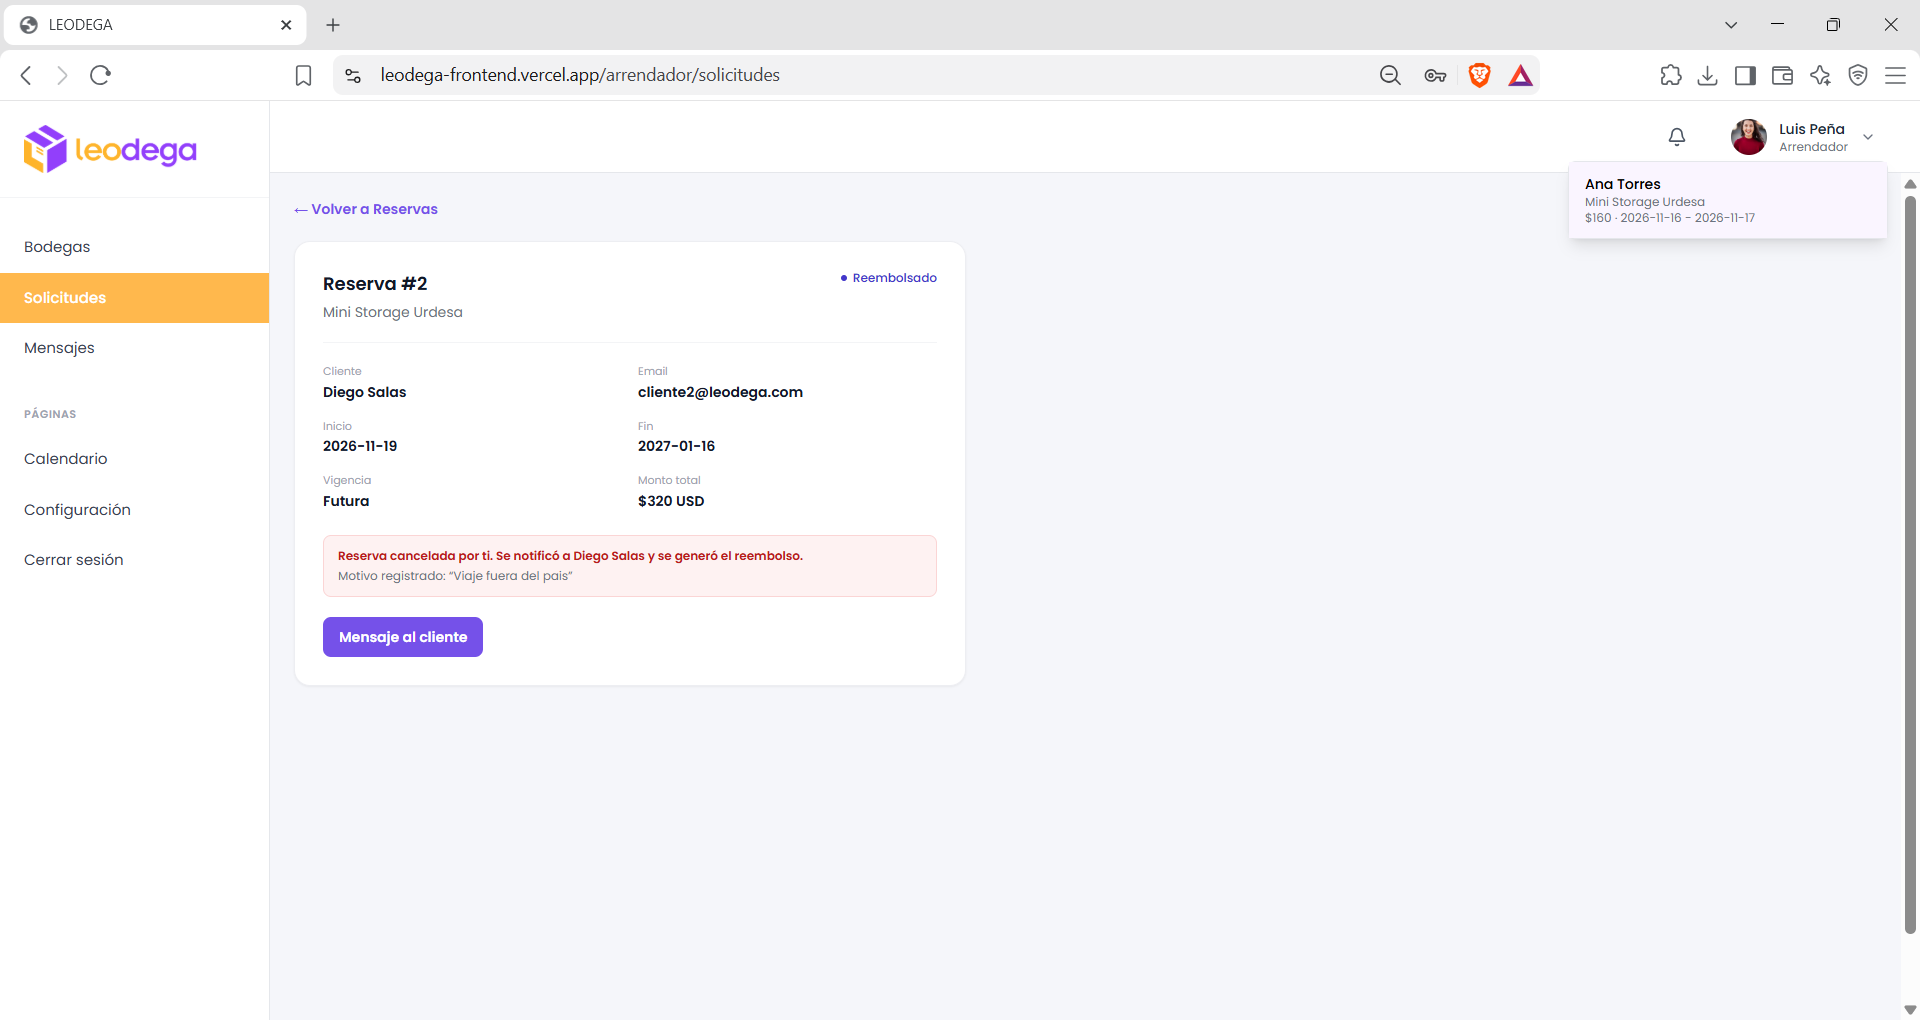 LEODEGA
leodega-frontend.vercel.app/arrendador/solicitudes
leodega
Luis Peña
Arrendador
Ana Torres
Mini Storage Urdesa
$160 · 2026-11-16 - 2026-11-17
Bodegas
Solicitudes
Mensajes
PÁGINAS
Calendario
Configuración
Cerrar sesión
← Volver a Reservas
Reserva #2
Reembolsado
Mini Storage Urdesa
Cliente
Diego Salas
Email
cliente2@leodega.com
Inicio
2026-11-19
Fin
2027-01-16
Vigencia
Futura
Monto total
$320 USD
Reserva cancelada por ti. Se notificó a Diego Salas y se generó el reembolso.
Motivo registrado: “Viaje fuera del pais”
Mensaje al cliente